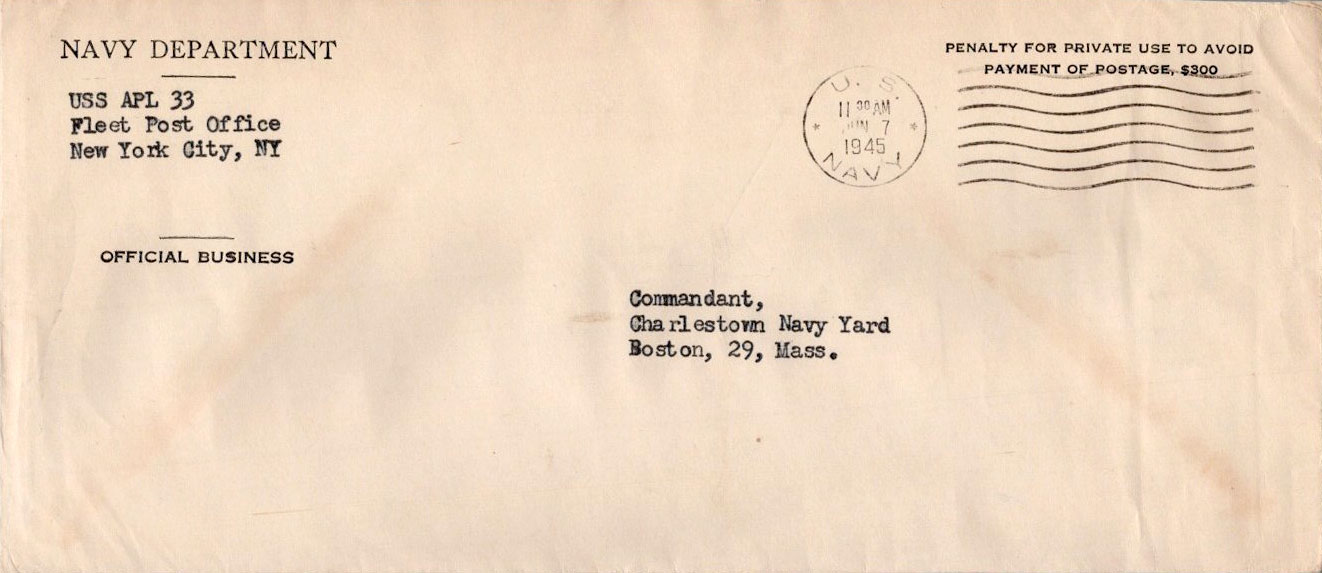 NAVY DEPARTMENT
USS APL 33
Fleet Post Office
New York City, NY
OFFICIAL BUSINESS
PENALTY FOR PRIVATE USE TO AVOID
PAYMENT OF POSTAGE, $300
U. S.
11 30 AM
JUN 7
1945
NAVY
Commandant,
Charlestown Navy Yard
Boston, 29, Mass.